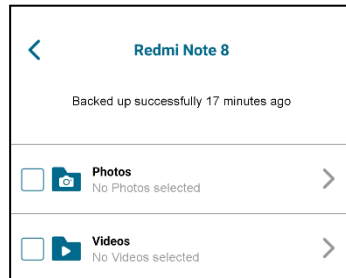 Redmi Note 8
Backed up successfully 17 minutes ago
Photos
No Photos selected
Videos
No Videos selected